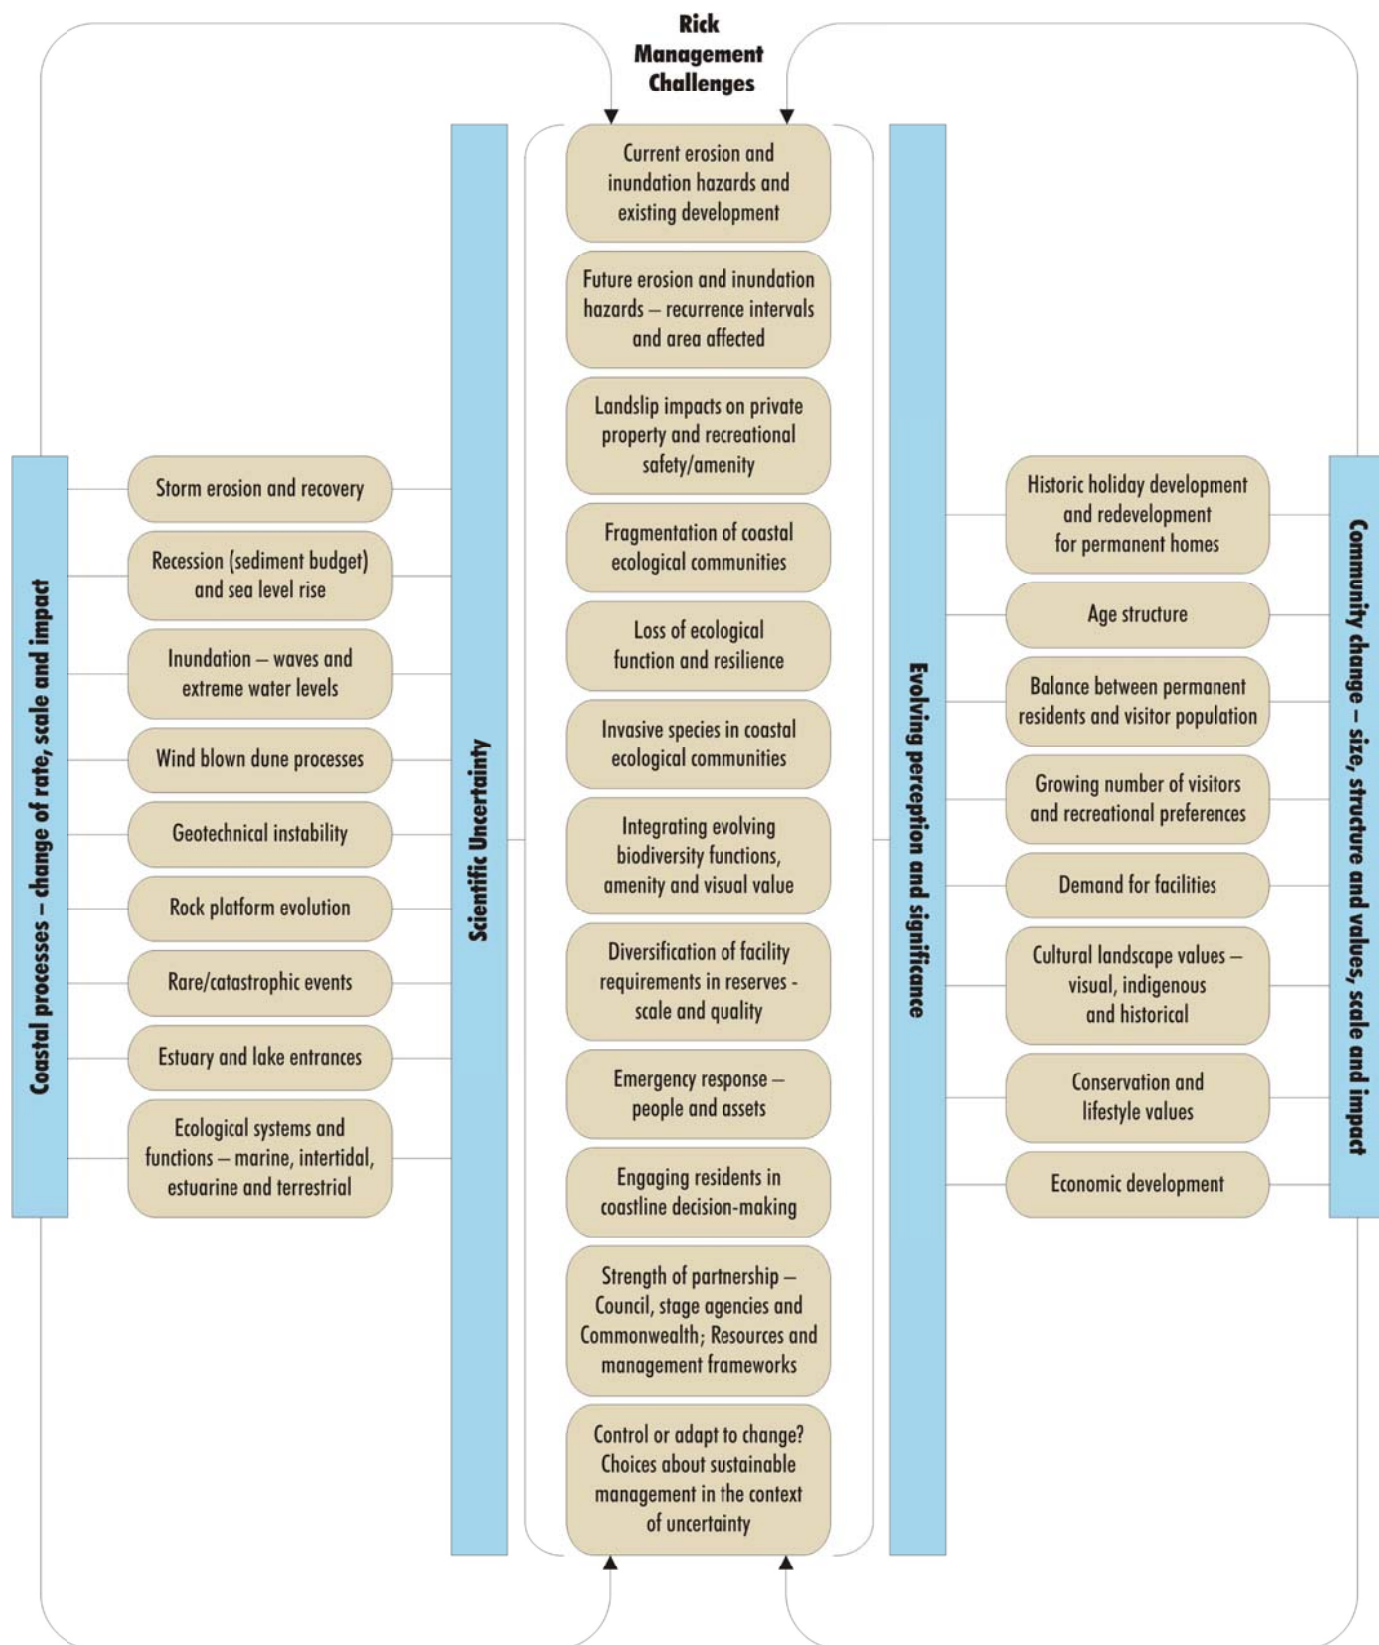 Rick
Management
Challenges
Coastal processes – change of rate, scale and impact
Storm erosion and recovery
Recession (sediment budget)
and sea level rise
Inundation – waves and
extreme water levels
Wind blown dune processes
Geotechnical instability
Rock platform evolution
Rare/catastrophic events
Estuary and lake entrances
Ecological systems and
functions – marine, intertidal,
estuarine and terrestrial
Scientific Uncertainty
Current erosion and
inundation hazards and
existing development
Future erosion and inundation
hazards – recurrence intervals
and area affected
Landslip impacts on private
property and recreational
safety/amenity
Fragmentation of coastal
ecological communities
Loss of ecological
function and resilience
Invasive species in coastal
ecological communities
Integrating evolving
biodiversity functions,
amenity and visual value
Diversification of facility
requirements in reserves -
scale and quality
Emergency response –
people and assets
Engaging residents in
coastline decision-making
Strength of partnership –
Council, stage agencies and
Commonwealth; Resources and
management frameworks
Control or adapt to change?
Choices about sustainable
management in the context
of uncertainty
Evolving perception and significance
Historic holiday development
and redevelopment
for permanent homes
Age structure
Balance between permanent
residents and visitor population
Growing number of visitors
and recreational preferences
Demand for facilities
Cultural landscape values –
visual, indigenous
and historical
Conservation and
lifestyle values
Economic development
Community change – size, structure and values, scale and impact